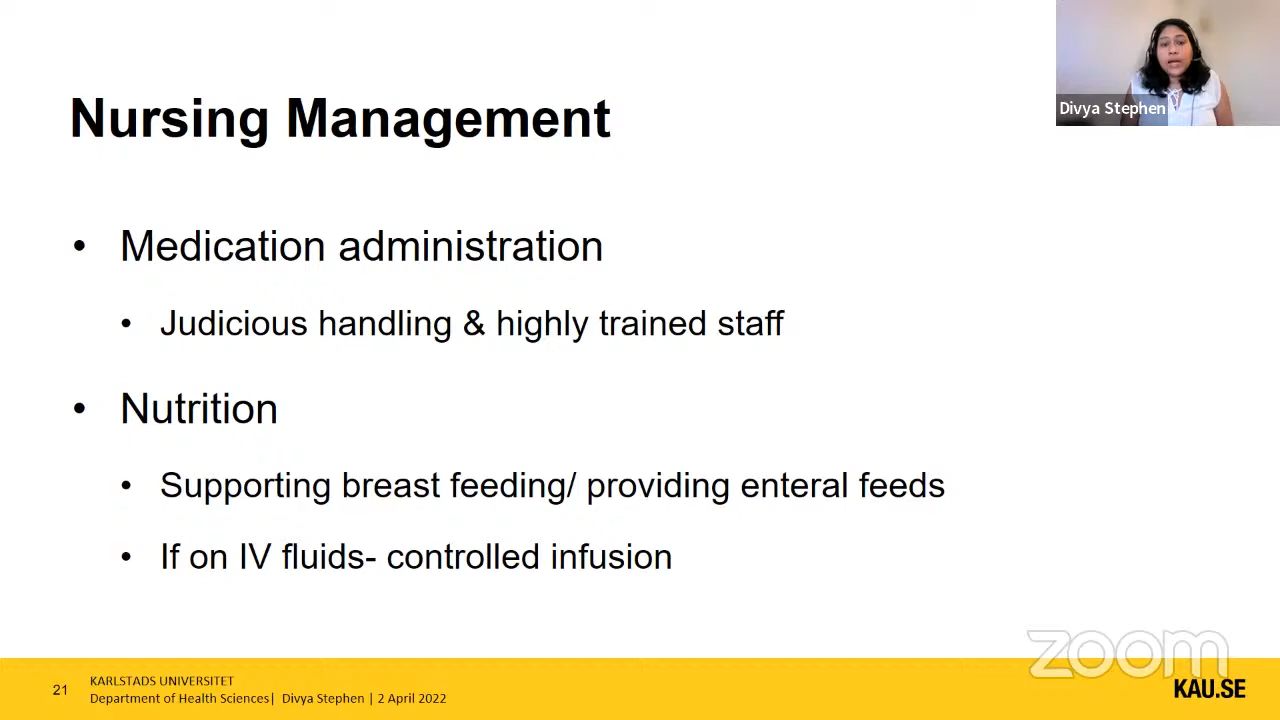 Divya Stephen
Nursing Management
• Medication administration
• Judicious handling & highly trained staff
• Nutrition
• Supporting breast feeding/ providing enteral feeds
• If on IV fluids- controlled infusion
zoom
21
KARLSTADS UNIVERSITET
Department of Health Sciences| Divya Stephen | 2 April 2022
KAU.SE